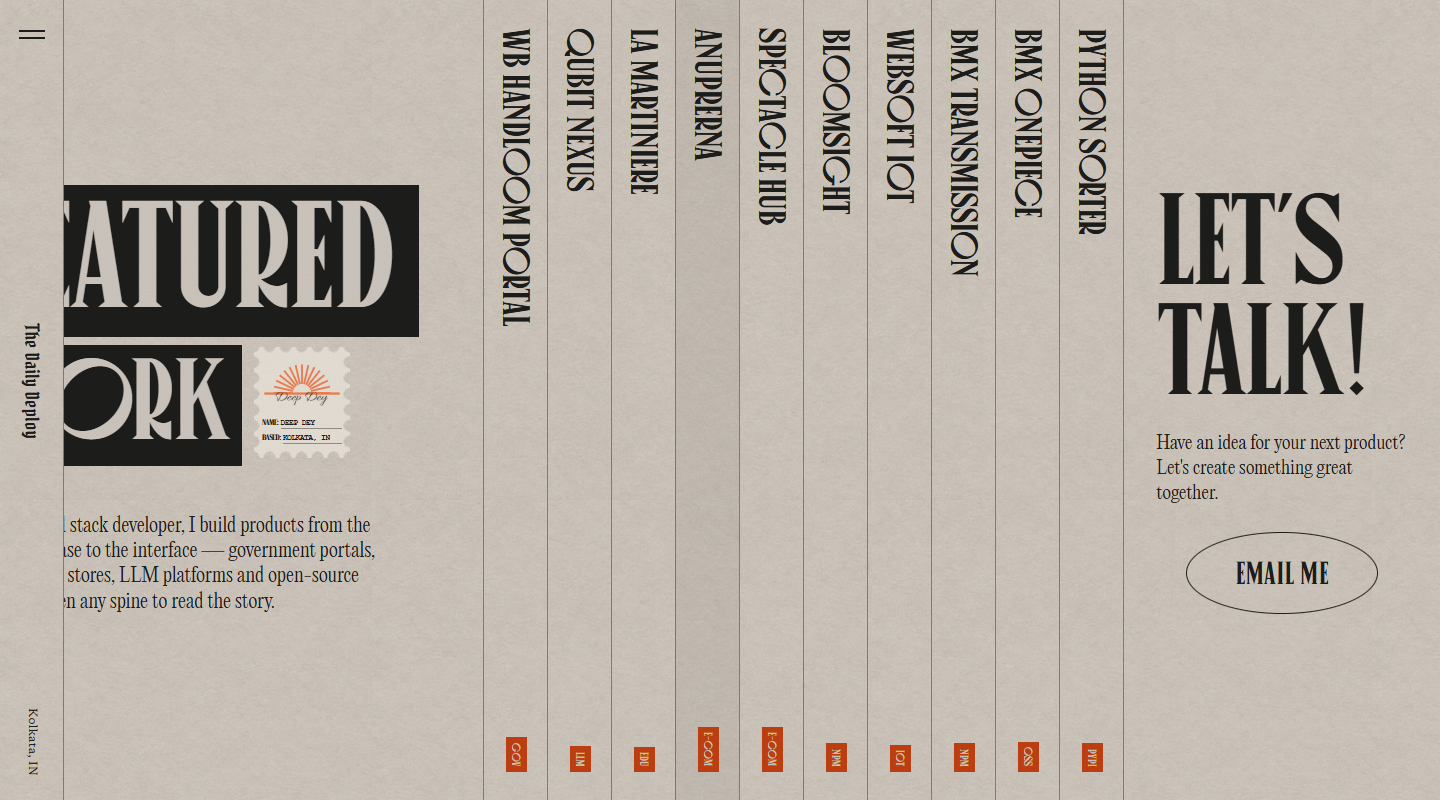 The Daily Deploy
Kolkata, IN
EATURED
ORK
Deep Dey
NAME: DEEP DEY
BASED: KOLKATA, IN
stack developer, I build products from the
ase to the interface — government portals,
stores, LLM platforms and open-source
en any spine to read the story.
WB HANDLOOM PORTAL
GOV
QUBIT NEXUS
LLM
LA MARTINIERE
EDU
ANUPRERNA
E-COM
SPECTACLE HUB
E-COM
BLOOMSIGHT
NPM
WEBSOFT IOT
IOT
BMX TRANSMISSION
NPM
BMX ONEPIECE
OSS
PYTHON SORTER
PYPI
LET'S
TALK!
Have an idea for your next product?
Let's create something great
together.
EMAIL ME